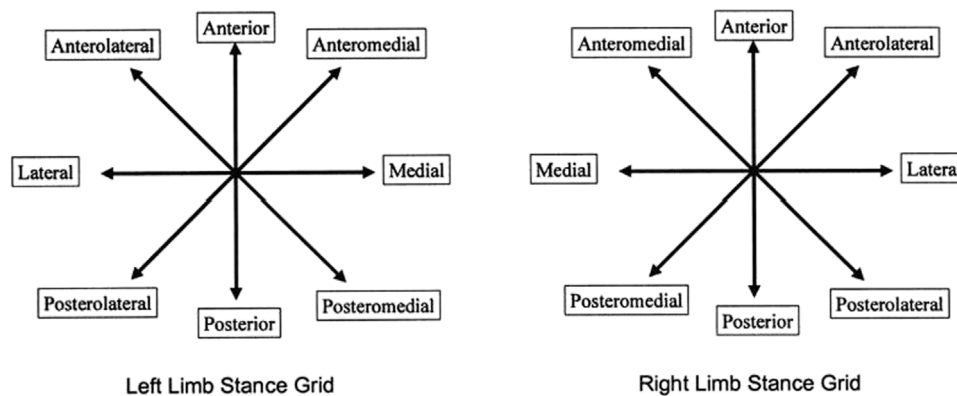 Anterior
Anterolateral
Anteromedial
Lateral
Medial
Posterolateral
Posterior
Posteromedial
Left Limb Stance Grid
Anterior
Anteromedial
Anterolateral
Medial
Lateral
Posteromedial
Posterior
Posterolateral
Right Limb Stance Grid